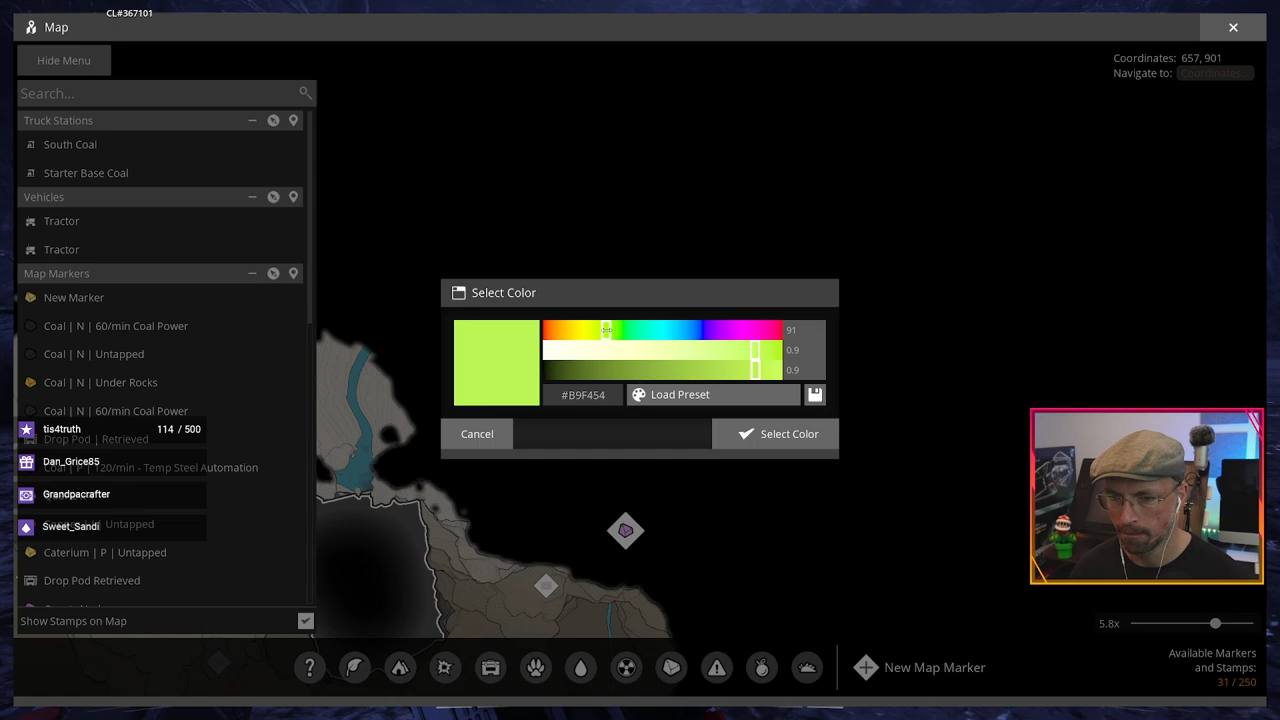 CL#367101
Map
Hide Menu
Coordinates: 657, 901
Navigate to: Coordinates...
Search...
Truck Stations
South Coal
Starter Base Coal
Vehicles
Tractor
Tractor
Map Markers
New Marker
Coal | N | 60/min Coal Power
Coal | N | Untapped
Coal | N | Under Rocks
Coal | N | 60/min Coal Power
tis4truth 114 / 500
Drop Pod | Retrieved
Dan_Grice85
Coal | P | 120/min - Temp Steel Automation
Grandpacrafter
Sweet_Sandi
| Untapped
Caterium | P | Untapped
Drop Pod Retrieved
Show Stamps on Map
Select Color
91
0.9
0.9
#B9F454
Load Preset
Cancel
Select Color
5.8x
New Map Marker
Available Markers
and Stamps:
31 / 250